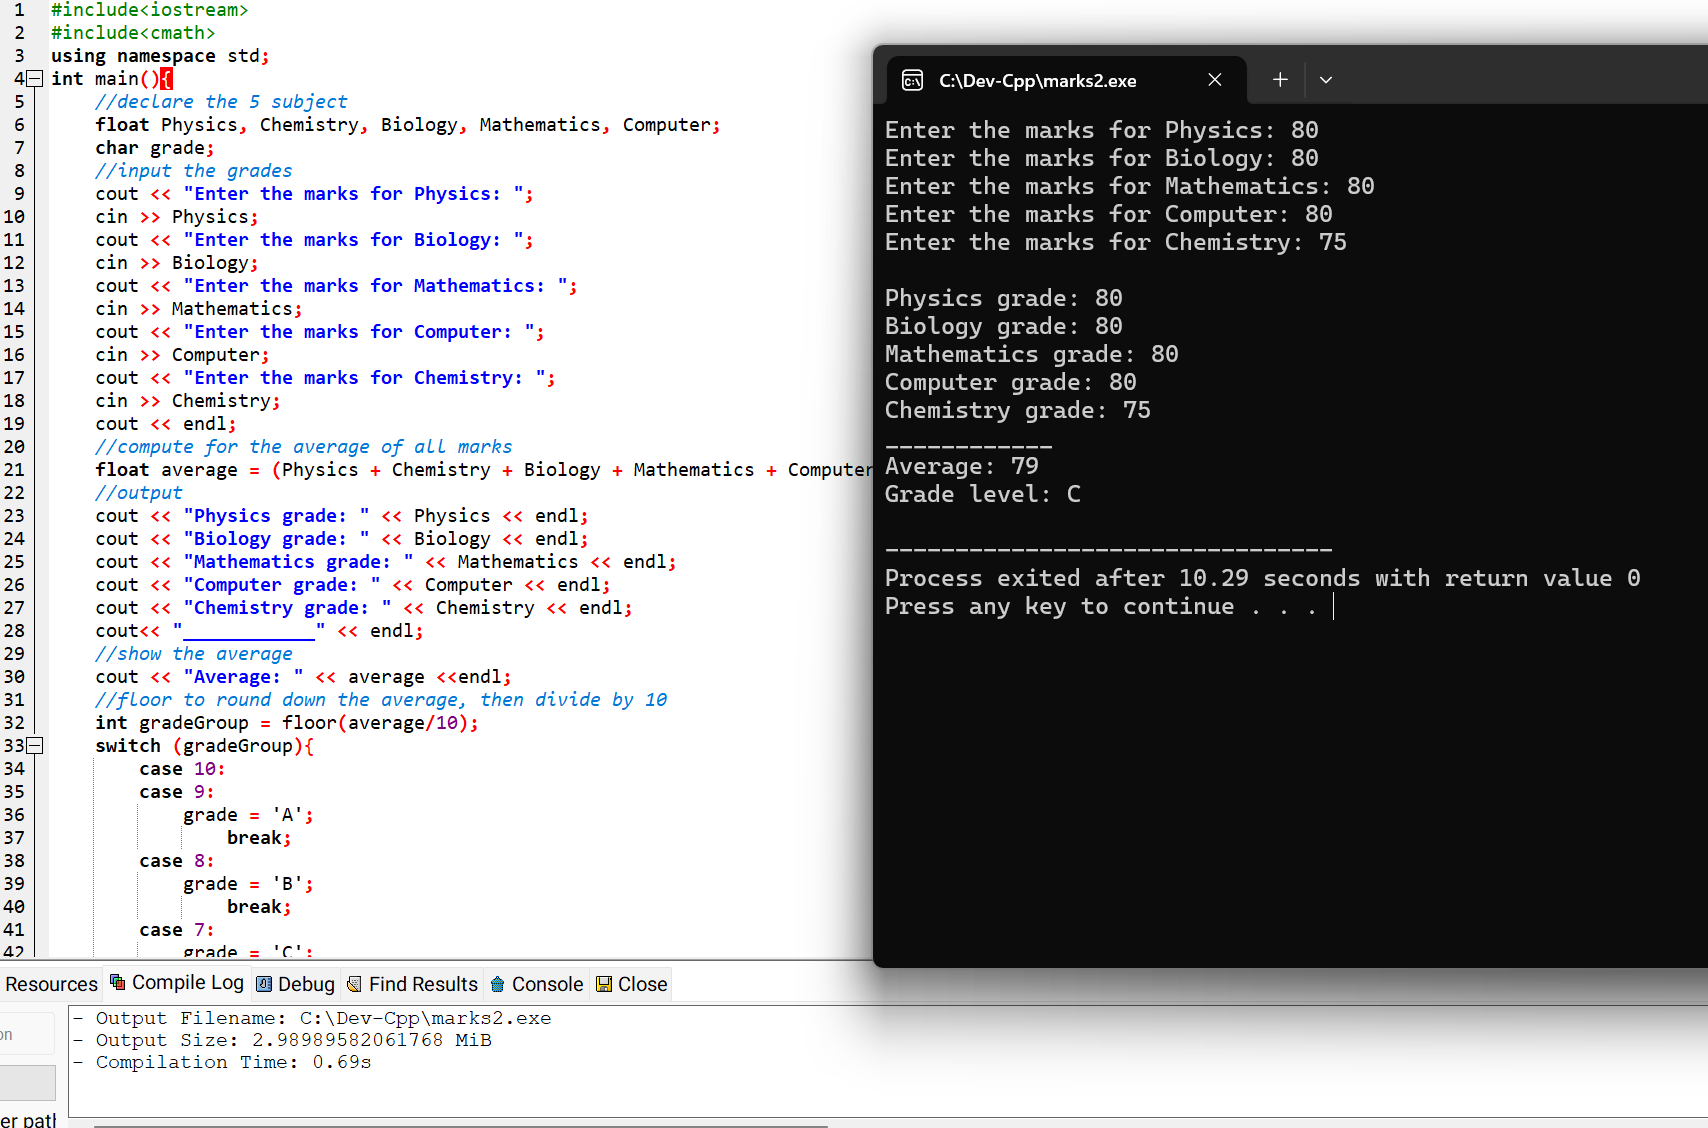 1 #include<iostream>
2 #include<cmath>
3 using namespace std;
4 int main(){
5 //declare the 5 subject
6 float Physics, Chemistry, Biology, Mathematics, Computer;
7 char grade;
8 //input the grades
9 cout << "Enter the marks for Physics: ";
10 cin >> Physics;
11 cout << "Enter the marks for Biology: ";
12 cin >> Biology;
13 cout << "Enter the marks for Mathematics: ";
14 cin >> Mathematics;
15 cout << "Enter the marks for Computer: ";
16 cin >> Computer;
17 cout << "Enter the marks for Chemistry: ";
18 cin >> Chemistry;
19 cout << endl;
20 //compute for the average of all marks
21 float average = (Physics + Chemistry + Biology + Mathematics + Computer
22 //output
23 cout << "Physics grade: " << Physics << endl;
24 cout << "Biology grade: " << Biology << endl;
25 cout << "Mathematics grade: " << Mathematics << endl;
26 cout << "Computer grade: " << Computer << endl;
27 cout << "Chemistry grade: " << Chemistry << endl;
28 cout<< "____________" << endl;
29 //show the average
30 cout << "Average: " << average <<endl;
31 //floor to round down the average, then divide by 10
32 int gradeGroup = floor(average/10);
33 switch (gradeGroup){
34 case 10:
35 case 9:
36 grade = 'A';
37 break;
38 case 8:
39 grade = 'B';
40 break;
41 case 7:
42 grade = 'C';
C:\Dev-Cpp\marks2.exe
Enter the marks for Physics: 80
Enter the marks for Biology: 80
Enter the marks for Mathematics: 80
Enter the marks for Computer: 80
Enter the marks for Chemistry: 75
Physics grade: 80
Biology grade: 80
Mathematics grade: 80
Computer grade: 80
Chemistry grade: 75
____________
Average: 79
Grade level: C
--------------------------------
Process exited after 10.29 seconds with return value 0
Press any key to continue . . .
Resources Compile Log Debug Find Results Console Close
- Output Filename: C:\Dev-Cpp\marks2.exe
- Output Size: 2.98989582061768 MiB
- Compilation Time: 0.69s
on
er path